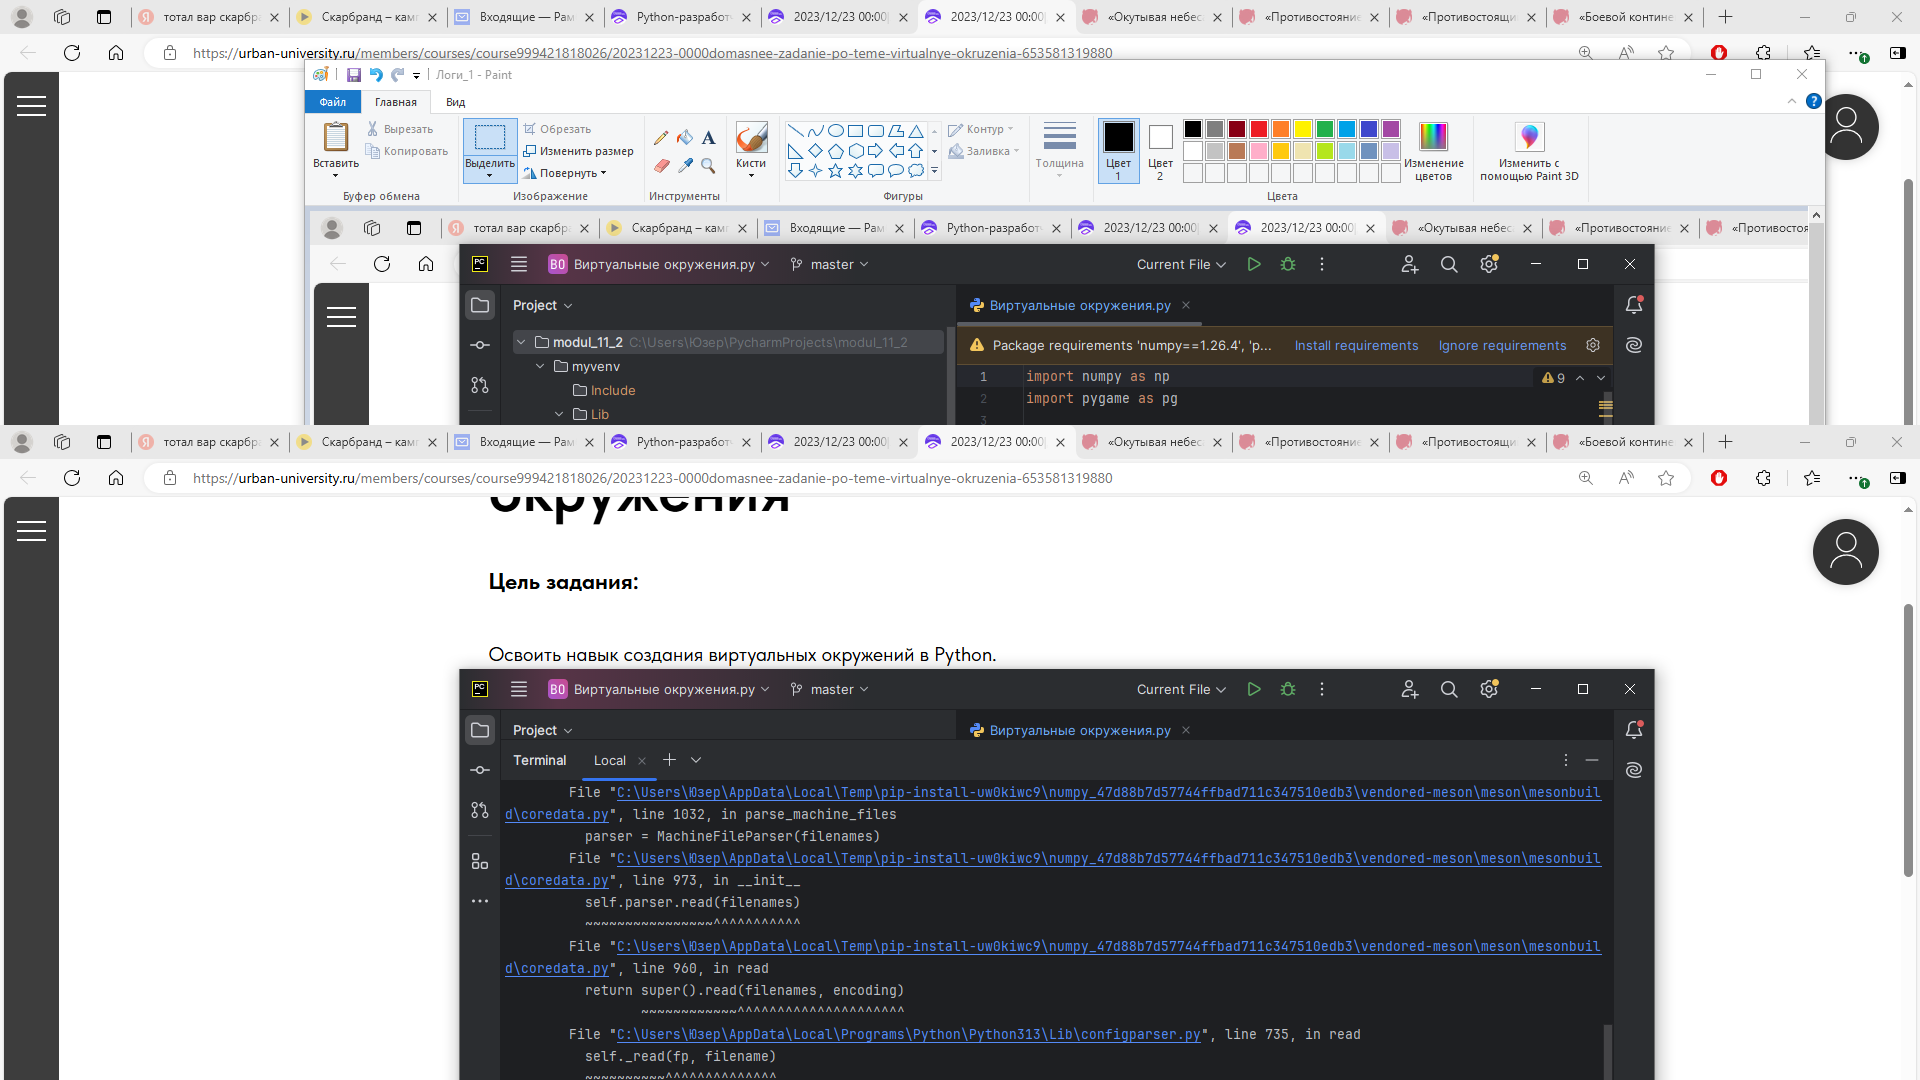 тотал вар скарбра
Скарбранд – камп
Входящие — Рам
Python-разработч
2023/12/23 00:00|
2023/12/23 00:00|
«Окутывая небес
«Противостояние
«Противостоящи
«Боевой контине
https://urban-university.ru/members/courses/course999421818026/20231223-0000domasnee-zadanie-po-teme-virtualnye-okruzenia-653581319880
Логи_1 - Paint
Файл
Главная
Вид
Вставить
Вырезать
Копировать
Буфер обмена
Выделить
Обрезать
Изменить размер
Повернуть
Изображение
Инструменты
Кисти
Фигуры
Контур
Заливка
Толщина
Цвет 1
Цвет 2
Изменение цветов
Цвета
Изменить с помощью Paint 3D
тотал вар скарбра
Скарбранд – камп
Входящие — Рам
Python-разработч
2023/12/23 00:00|
2023/12/23 00:00|
«Окутывая небес
«Противостояние
«Противостоя
PC
ВО Виртуальные окружения.py
master
Current File
Project
Виртуальные окружения.py
modul_11_2 C:\Users\Юзер\PycharmProjects\modul_11_2
Package requirements 'numpy==1.26.4', 'p... Install requirements Ignore requirements
myvenv
Include
Lib
1 import numpy as np
9
2 import pygame as pg
3
тотал вар скарбра
Скарбранд – камп
Входящие — Рам
Python-разработч
2023/12/23 00:00|
2023/12/23 00:00|
«Окутывая небес
«Противостояние
«Противостоящи
«Боевой контине
https://urban-university.ru/members/courses/course999421818026/20231223-0000domasnee-zadanie-po-teme-virtualnye-okruzenia-653581319880
окружения
Цель задания:
Освоить навык создания виртуальных окружений в Python.
PC
ВО Виртуальные окружения.py
master
Current File
Project
Виртуальные окружения.py
Terminal Local
File "C:\Users\Юзер\AppData\Local\Temp\pip-install-uw0kiwc9\numpy_47d88b7d57744ffbad711c347510edb3\vendored-meson\meson\mesonbuil
d\coredata.py", line 1032, in parse_machine_files
parser = MachineFileParser(filenames)
File "C:\Users\Юзер\AppData\Local\Temp\pip-install-uw0kiwc9\numpy_47d88b7d57744ffbad711c347510edb3\vendored-meson\meson\mesonbuil
d\coredata.py", line 973, in __init__
self.parser.read(filenames)
~~~~~~~~~~~~~~~~^^^^^^^^^^^
File "C:\Users\Юзер\AppData\Local\Temp\pip-install-uw0kiwc9\numpy_47d88b7d57744ffbad711c347510edb3\vendored-meson\meson\mesonbuil
d\coredata.py", line 960, in read
return super().read(filenames, encoding)
~~~~~~~~~~~~^^^^^^^^^^^^^^^^^^^^^
File "C:\Users\Юзер\AppData\Local\Programs\Python\Python313\Lib\configparser.py", line 735, in read
self._read(fp, filename)
~~~~~~~~~~^^^^^^^^^^^^^^